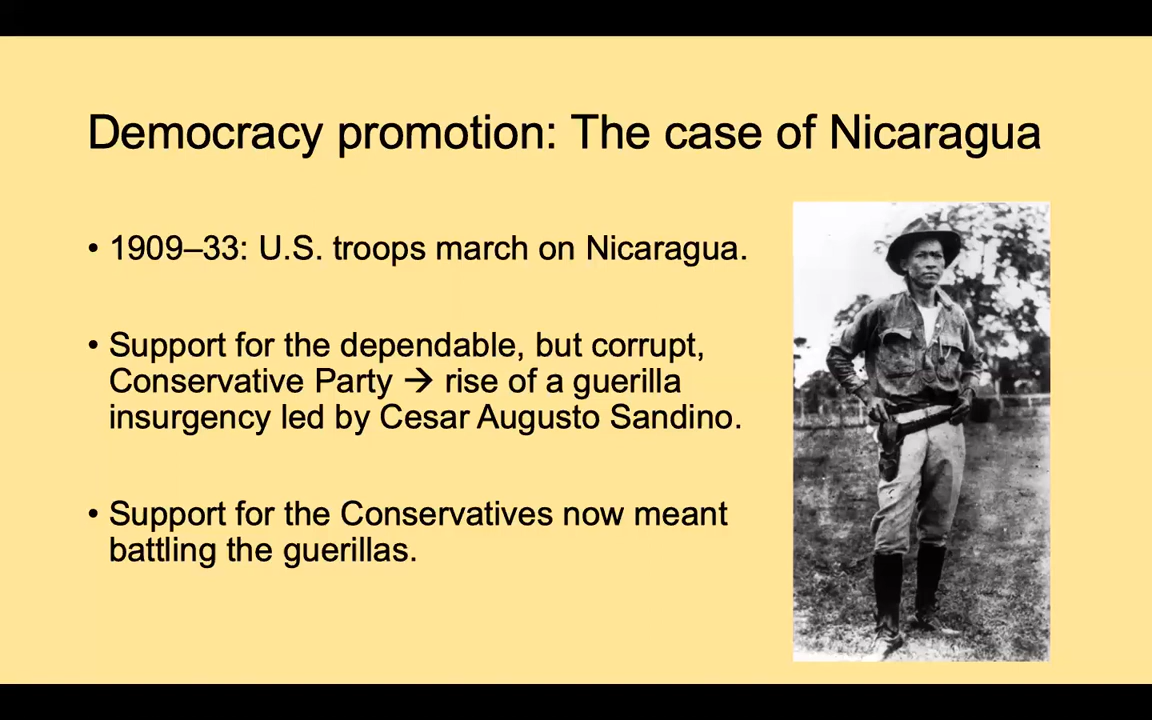 Democracy promotion: The case of Nicaragua
• 1909–33: U.S. troops march on Nicaragua.
• Support for the dependable, but corrupt,
Conservative Party → rise of a guerilla
insurgency led by Cesar Augusto Sandino.
• Support for the Conservatives now meant
battling the guerillas.